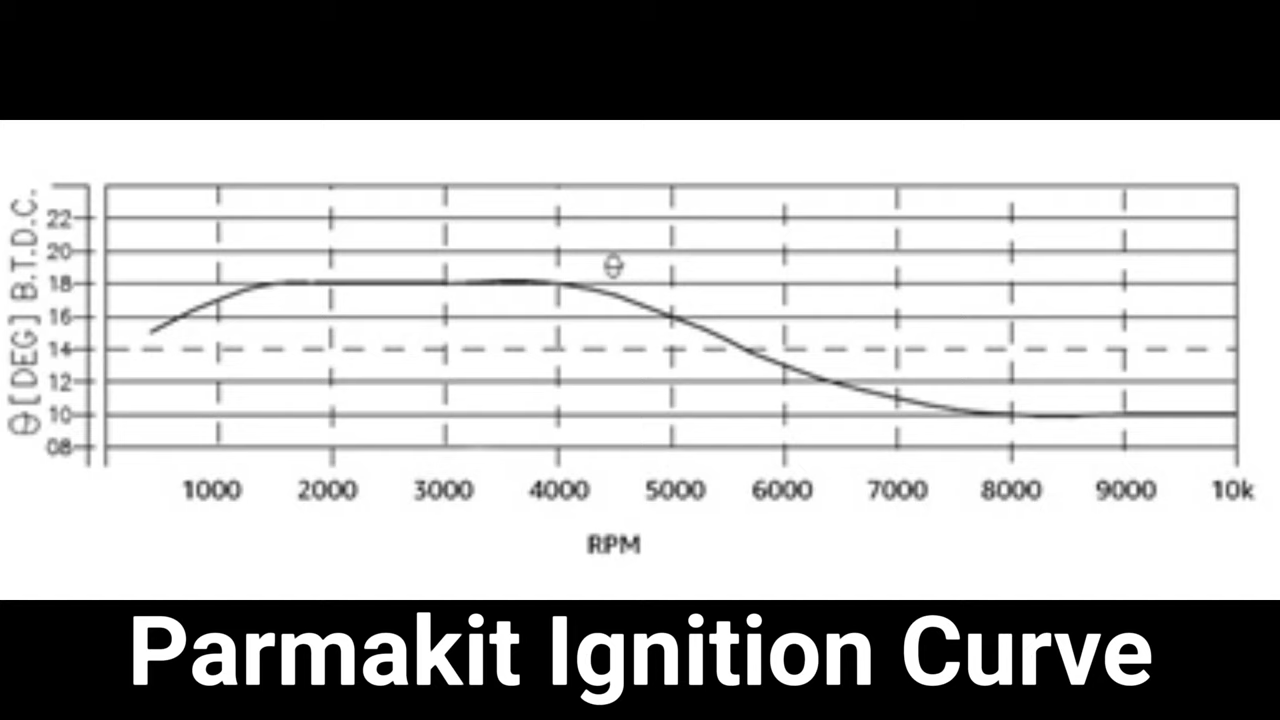 θ [DEG] B.T.D.C.
22
20
18
16
14
12
10
08
θ
1000 2000 3000 4000 5000 6000 7000 8000 9000 10k
RPM
Parmakit Ignition Curve